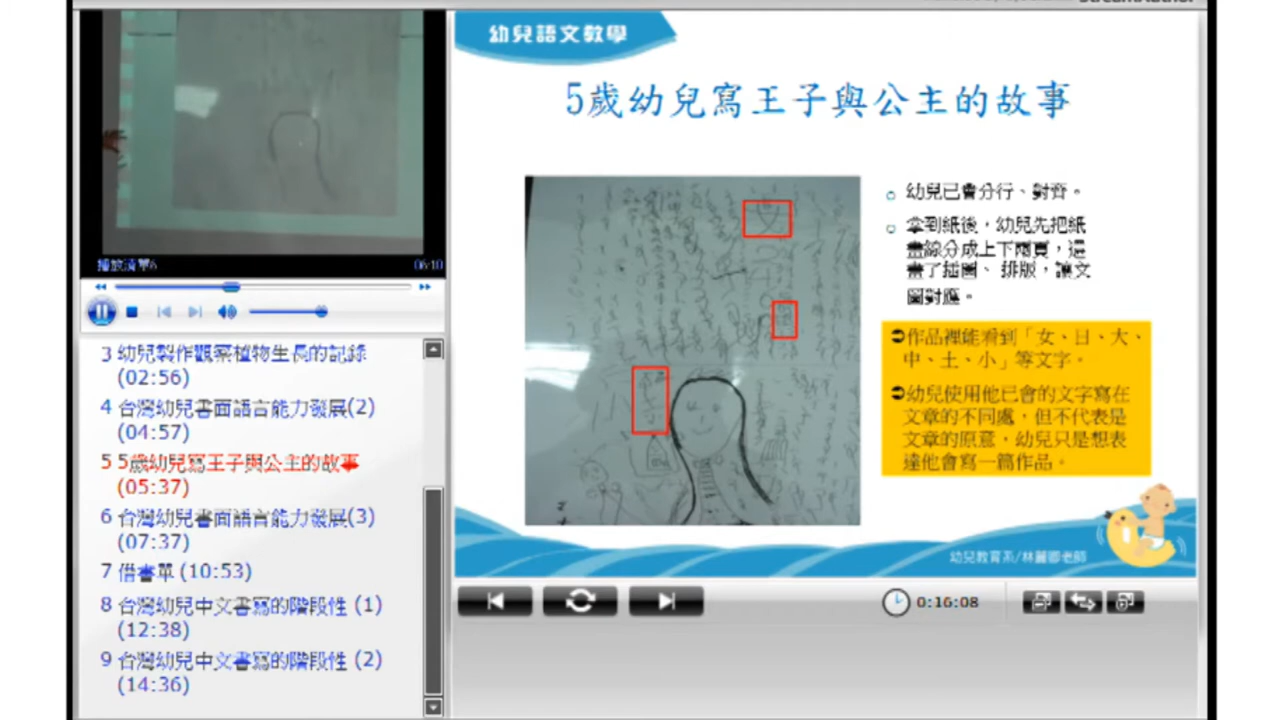 幼兒語文教學
5歲幼兒寫王子與公主的故事
幼兒已會分行、對齊。
拿到紙後，幼兒先把紙
畫線分成上下兩頁，還
畫了插圖、排版，讓文
圖對應。
作品裡能看到「女、日、大、
中、土、小」等文字。
幼兒使用他已會的文字寫在
文章的不同處，但不代表是
文章的原意，幼兒只是想表
達他會寫一篇作品。
幼兒教育系/林麗卿老師
播放清單6
06:10
3 幼兒製作觀察植物生長的記錄
(02:56)
4 台灣幼兒書面語言能力發展(2)
(04:57)
5 5歲幼兒寫王子與公主的故事
(05:37)
6 台灣幼兒書面語言能力發展(3)
(07:37)
7 借書單 (10:53)
8 台灣幼兒中文書寫的階段性 (1)
(12:38)
9 台灣幼兒中文書寫的階段性 (2)
(14:36)
0:16:08